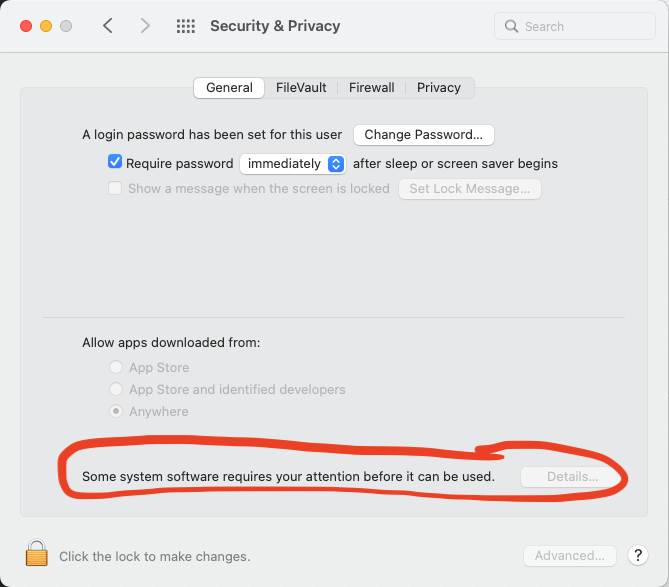 Security & Privacy
Search
General FileVault Firewall Privacy
A login password has been set for this user Change Password...
Require password immediately after sleep or screen saver begins
Show a message when the screen is locked Set Lock Message...
Allow apps downloaded from:
App Store
App Store and identified developers
Anywhere
Some system software requires your attention before it can be used. Details...
Click the lock to make changes. Advanced... ?